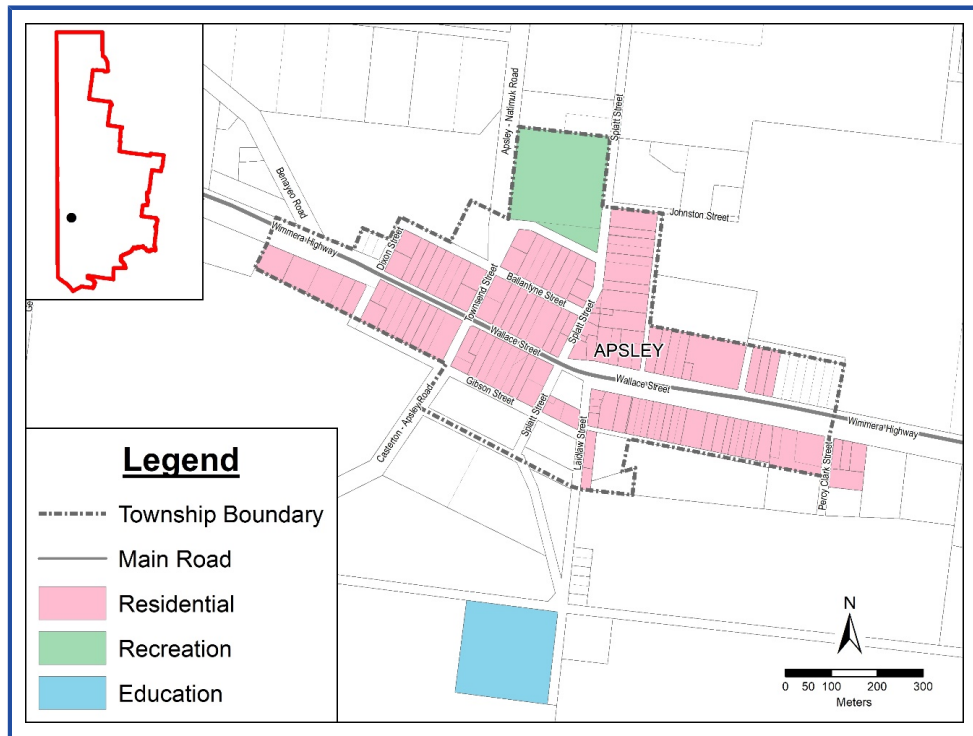 Apsley - Natimuk Road
Splatt Street
Benayeo Road
Johnston Street
Wimmera Highway
Dixon Street
Ballantyne Street
Townsend Street
Splatt Street
Wallace Street
APSLEY
Wallace Street
Gibson Street
Casterton - Apsley Road
Splatt Street
Laidlaw Street
Wimmera Highway
Percy Clark Street
Legend
Township Boundary
Main Road
Residential
Recreation
Education
N
0 50 100 200 300
Meters